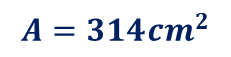 A = 314cm²